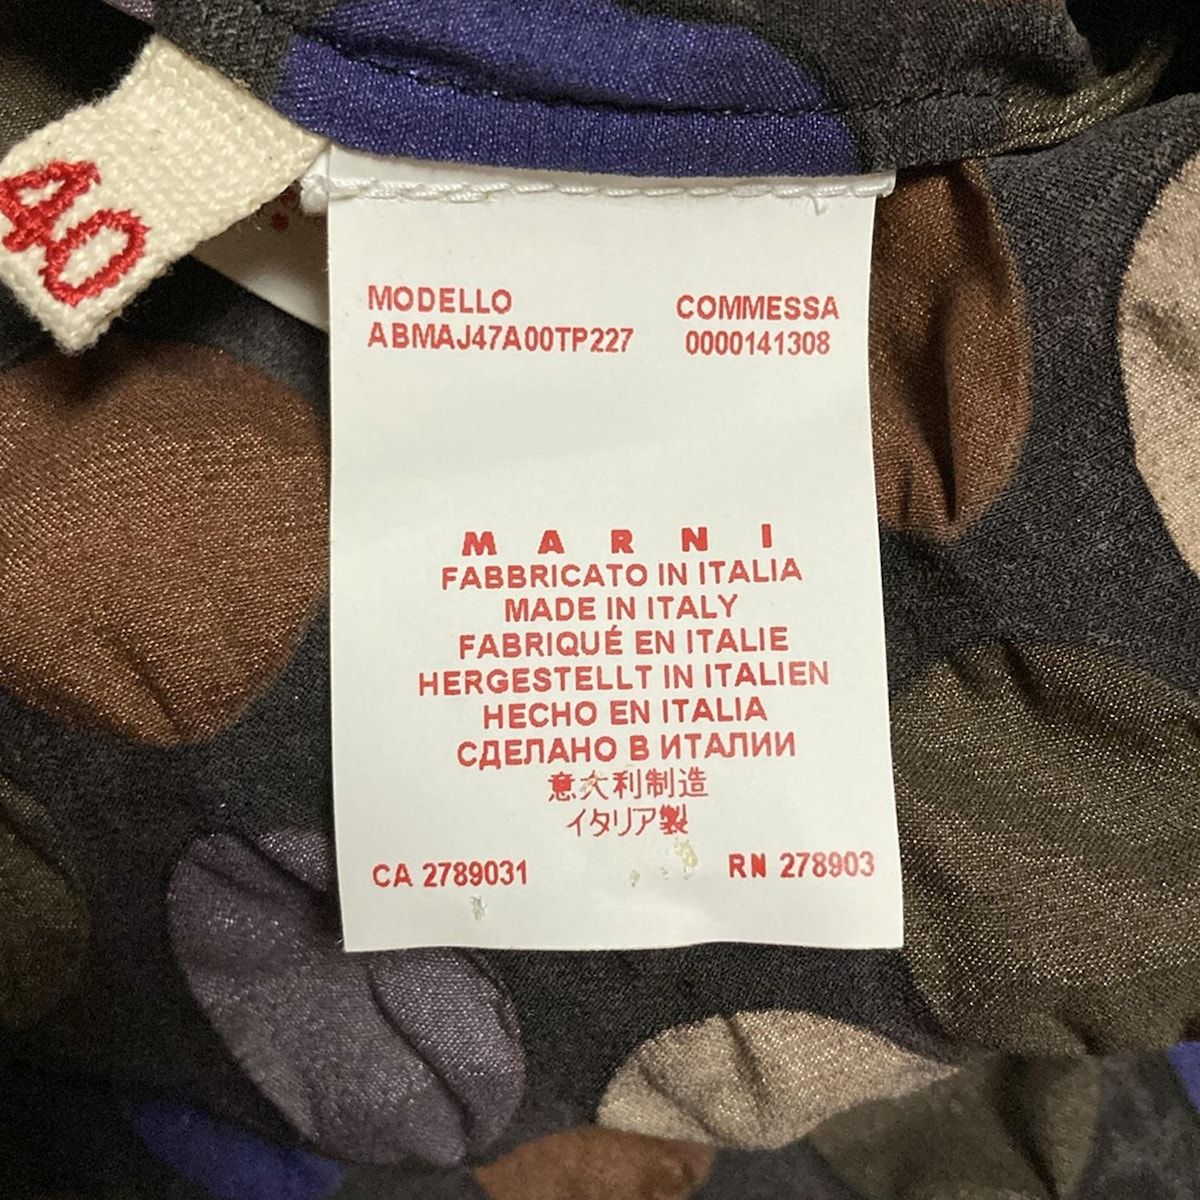 40
MODELLO COMMESSA
ABMAJ47A00TP227 0000141308
MARNI
FABBRICATO IN ITALIA
MADE IN ITALY
FABRIQUÉ EN ITALIE
HERGESTELLT IN ITALIEN
HECHO EN ITALIA
СДЕЛАНО В ИТАЛИИ
意大利制造
イタリア製
CA 2789031 RN 278903